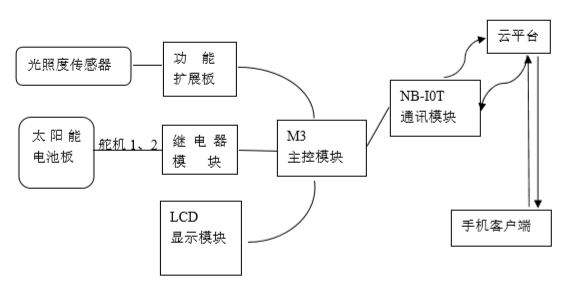 云平台
光照度传感器
功 能
扩展板
NB-I0T
通讯模块
太 阳 能
电池板
舵机 1、2
继 电 器
模 块
M3
主控模块
LCD
显示模块
手机客户端